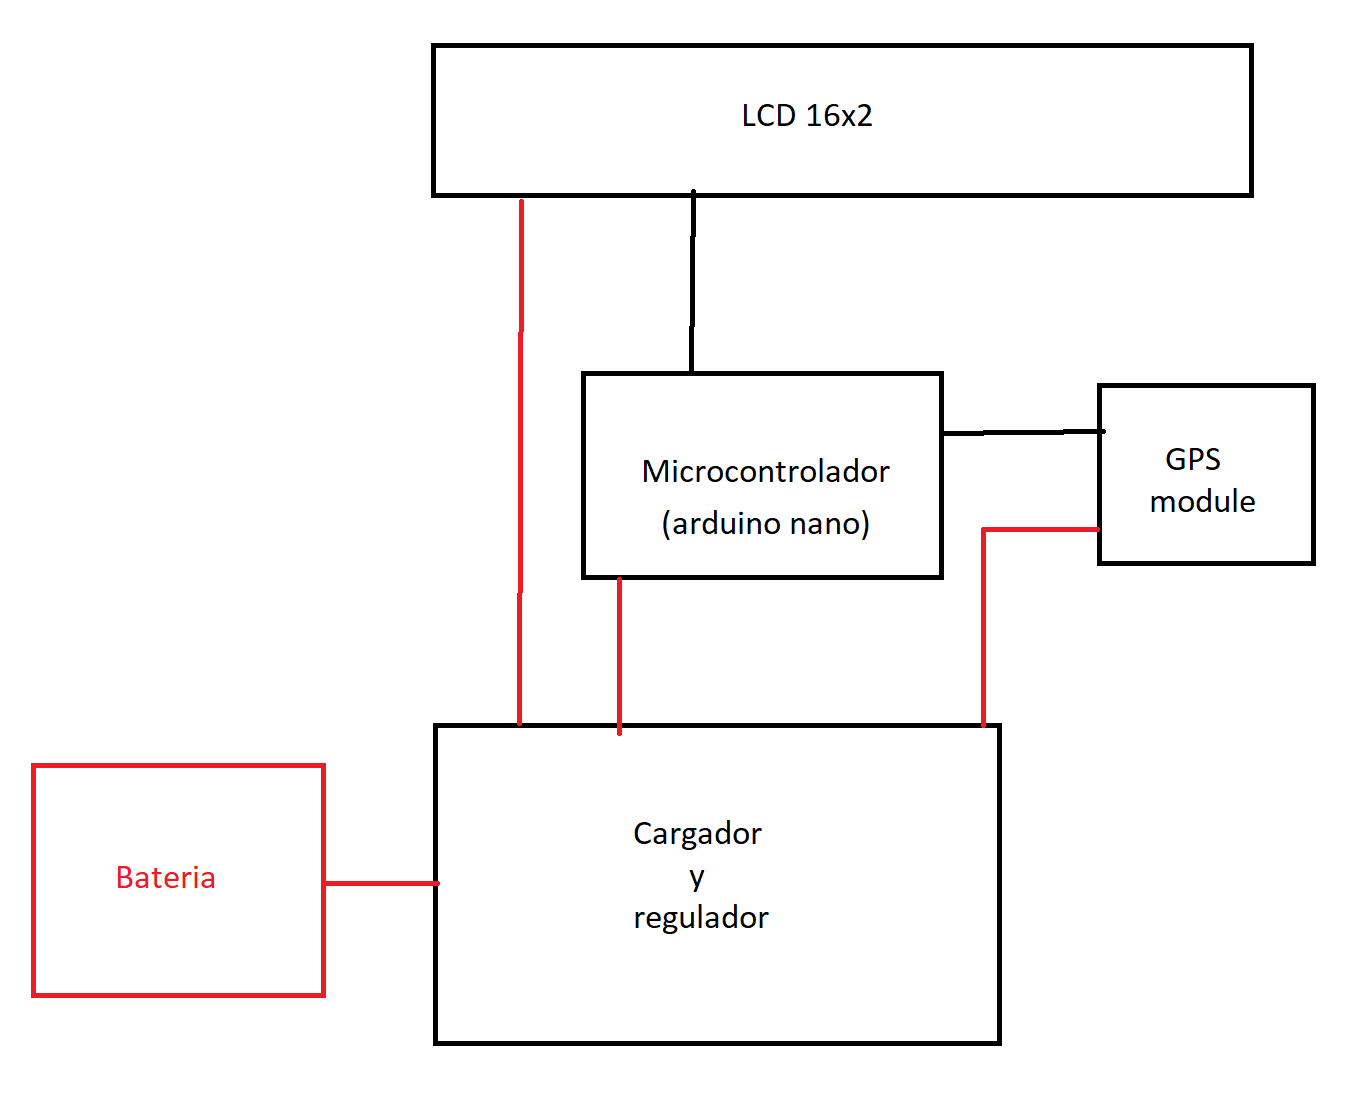 LCD 16x2
Microcontrolador
(arduino nano)
GPS
module
Cargador
y
regulador
Bateria